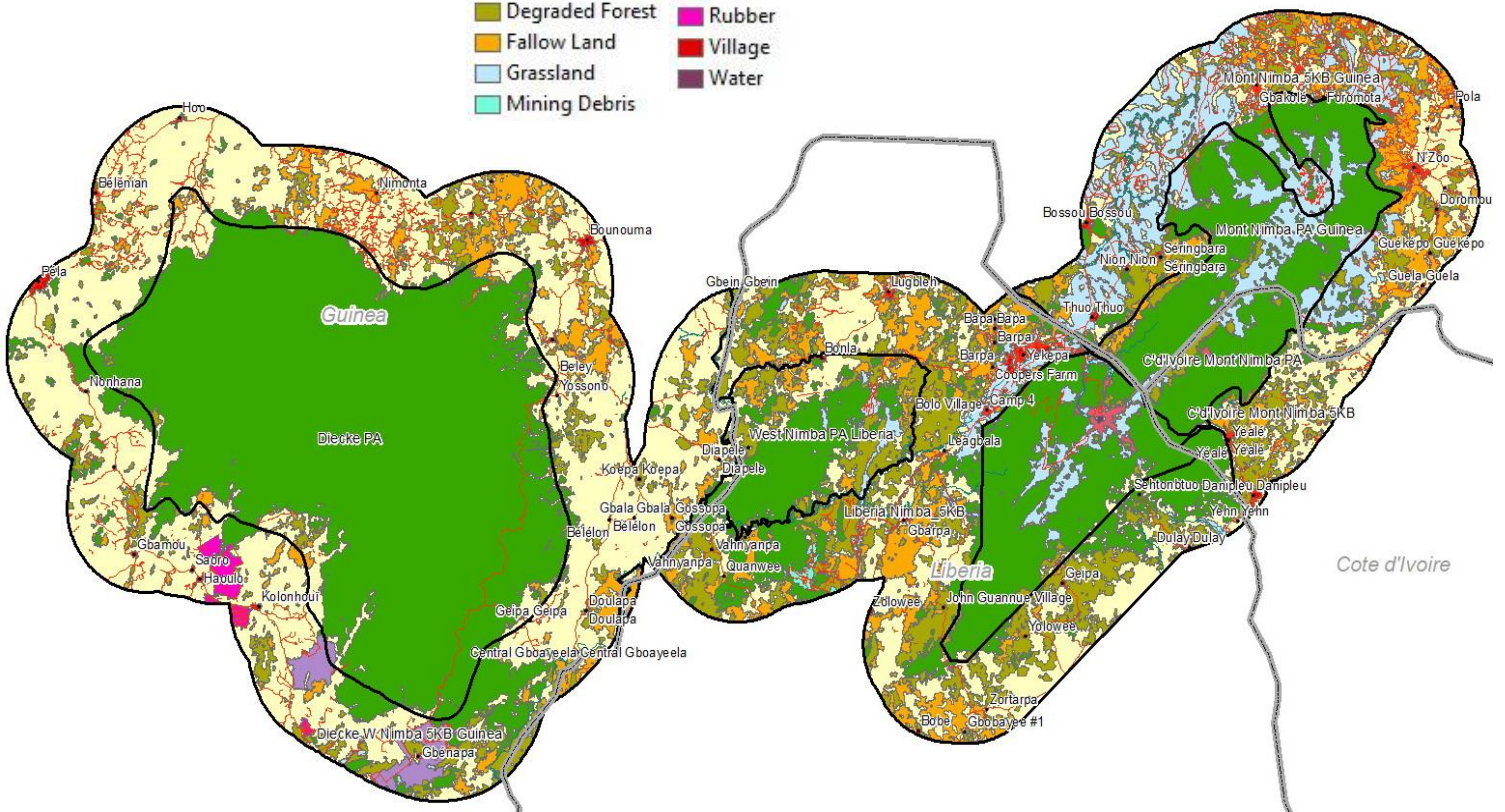 Degraded Forest
Rubber
Fallow Land
Village
Grassland
Water
Mining Debris
Hoo
Mont Nimba 5KB Guinea
Gbakole
Foromota
Pola
N'Zoo
Bélénian
Nimonta
Doromou
Bossou Bossou
Bounouma
Mont Nimba PA Guinea
Guekepo Guekepo
Seringbara
Nion Nion
Seringbara
Pela
Guela Guela
Gbein Gbein
Lugbleh
Guinea
Thuo Thuo
Bapa Bapa
Barpa
Bonla
Barpa
Yekepa
C'd'Ivoire Mont Nimba PA
Beley
Coopers Farm
Nonhana
Yossono
Bolo Village
Camp 4
C'd'Ivoire Mont Nimba 5KB
Diecke PA
West Nimba PA Liberia
Yeale
Leagbala
Diapele
Yeale
Yeale
Diapele
Koepa Koepa
Sehtonbtuo
Danipleu Danipleu
Gbala Gbala
Gossopa
Liberia Nimba 5KB
Yehn Yehn
Bélélon
Bélélon
Gossopa
Gbarpa
Dulay Dulay
Gbamou
Vahnyanpa
Vahnyanpa
Quanwee
Saoro
Cote d'Ivoire
Haoulo
Liberia
Geipa
Kolonhoui
Geipa Geipa
Doulapa
Doulapa
Zolowee
John Guannue Village
Yolowee
Central Gboayeela
Central Gboayeela
Zortarpa
Diecke W Nimba 5KB Guinea
Bobe
Gbobayee #1
Gbenapa